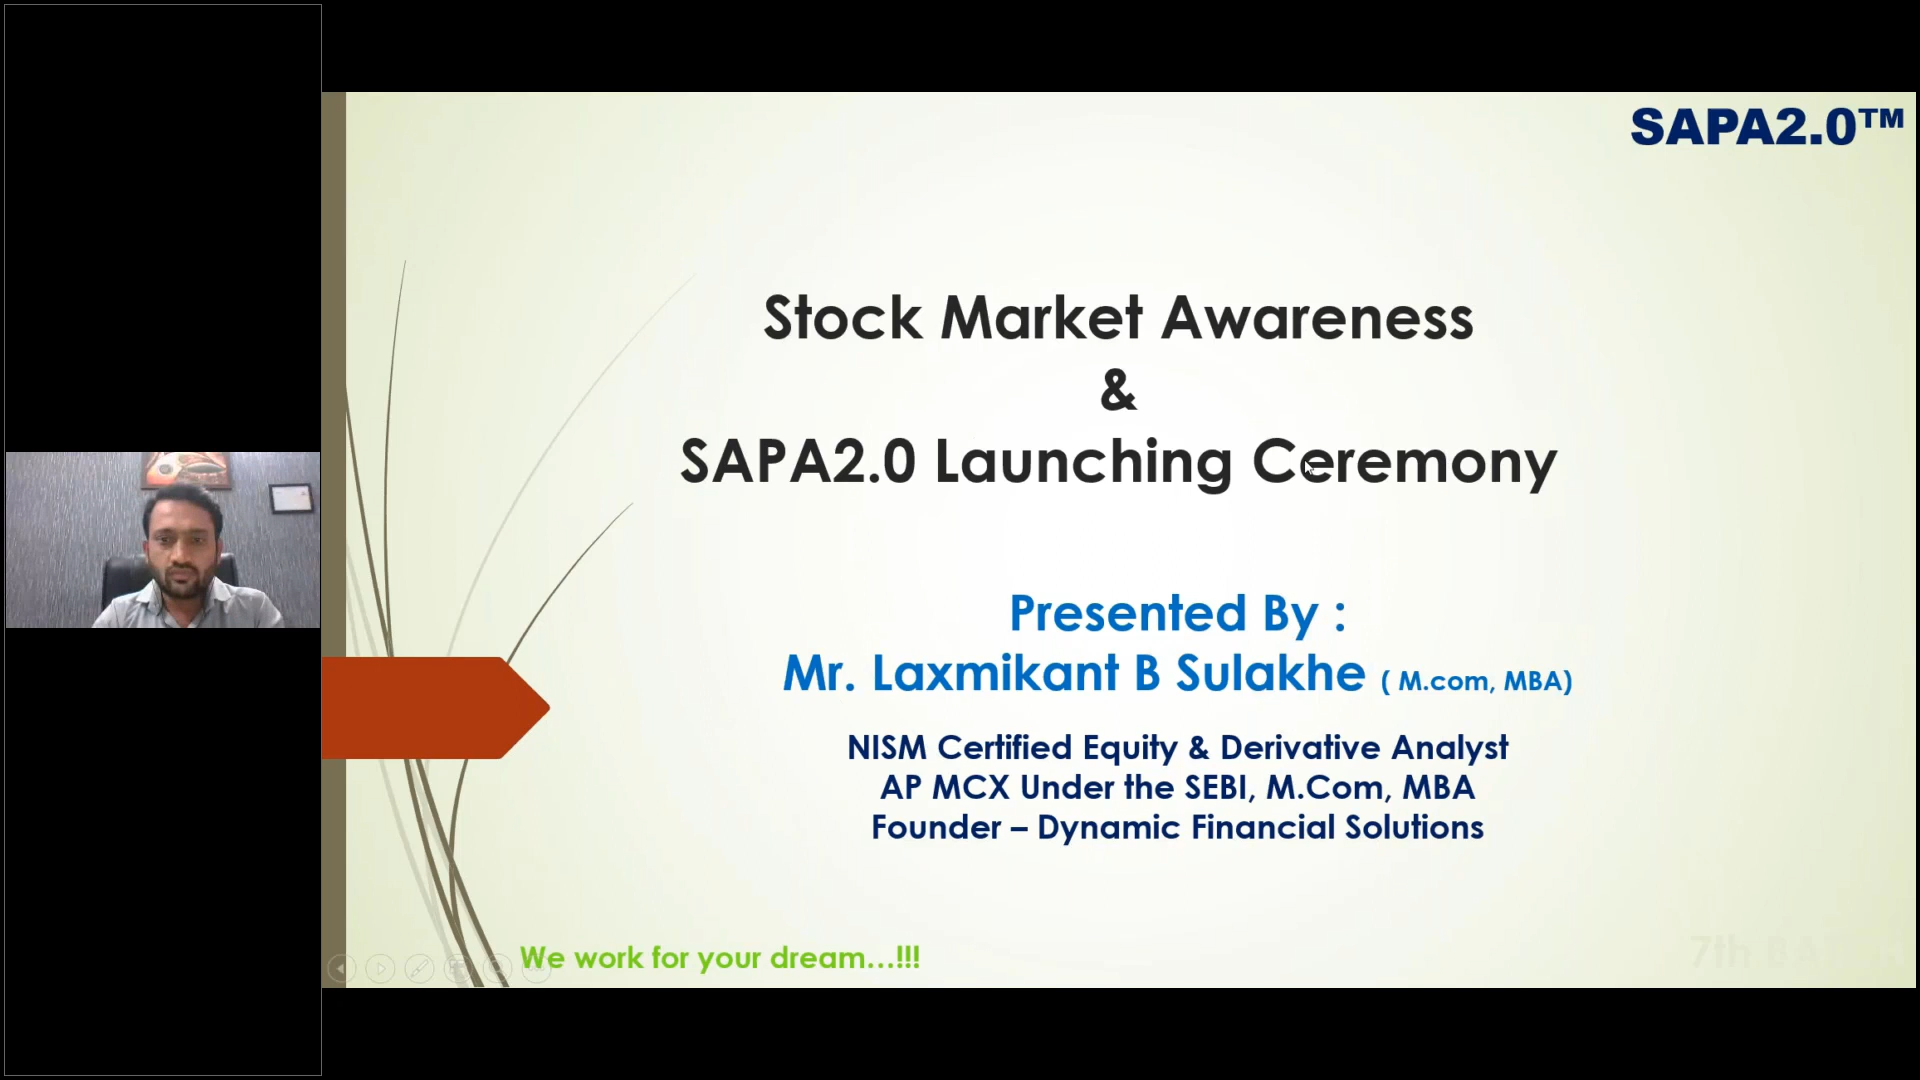 SAPA2.0™
Stock Market Awareness
&
SAPA2.0 Launching Ceremony
Presented By :
Mr. Laxmikant B Sulakhe ( M.com, MBA)
NISM Certified Equity & Derivative Analyst
AP MCX Under the SEBI, M.Com, MBA
Founder – Dynamic Financial Solutions
We work for your dream...!!!
7th